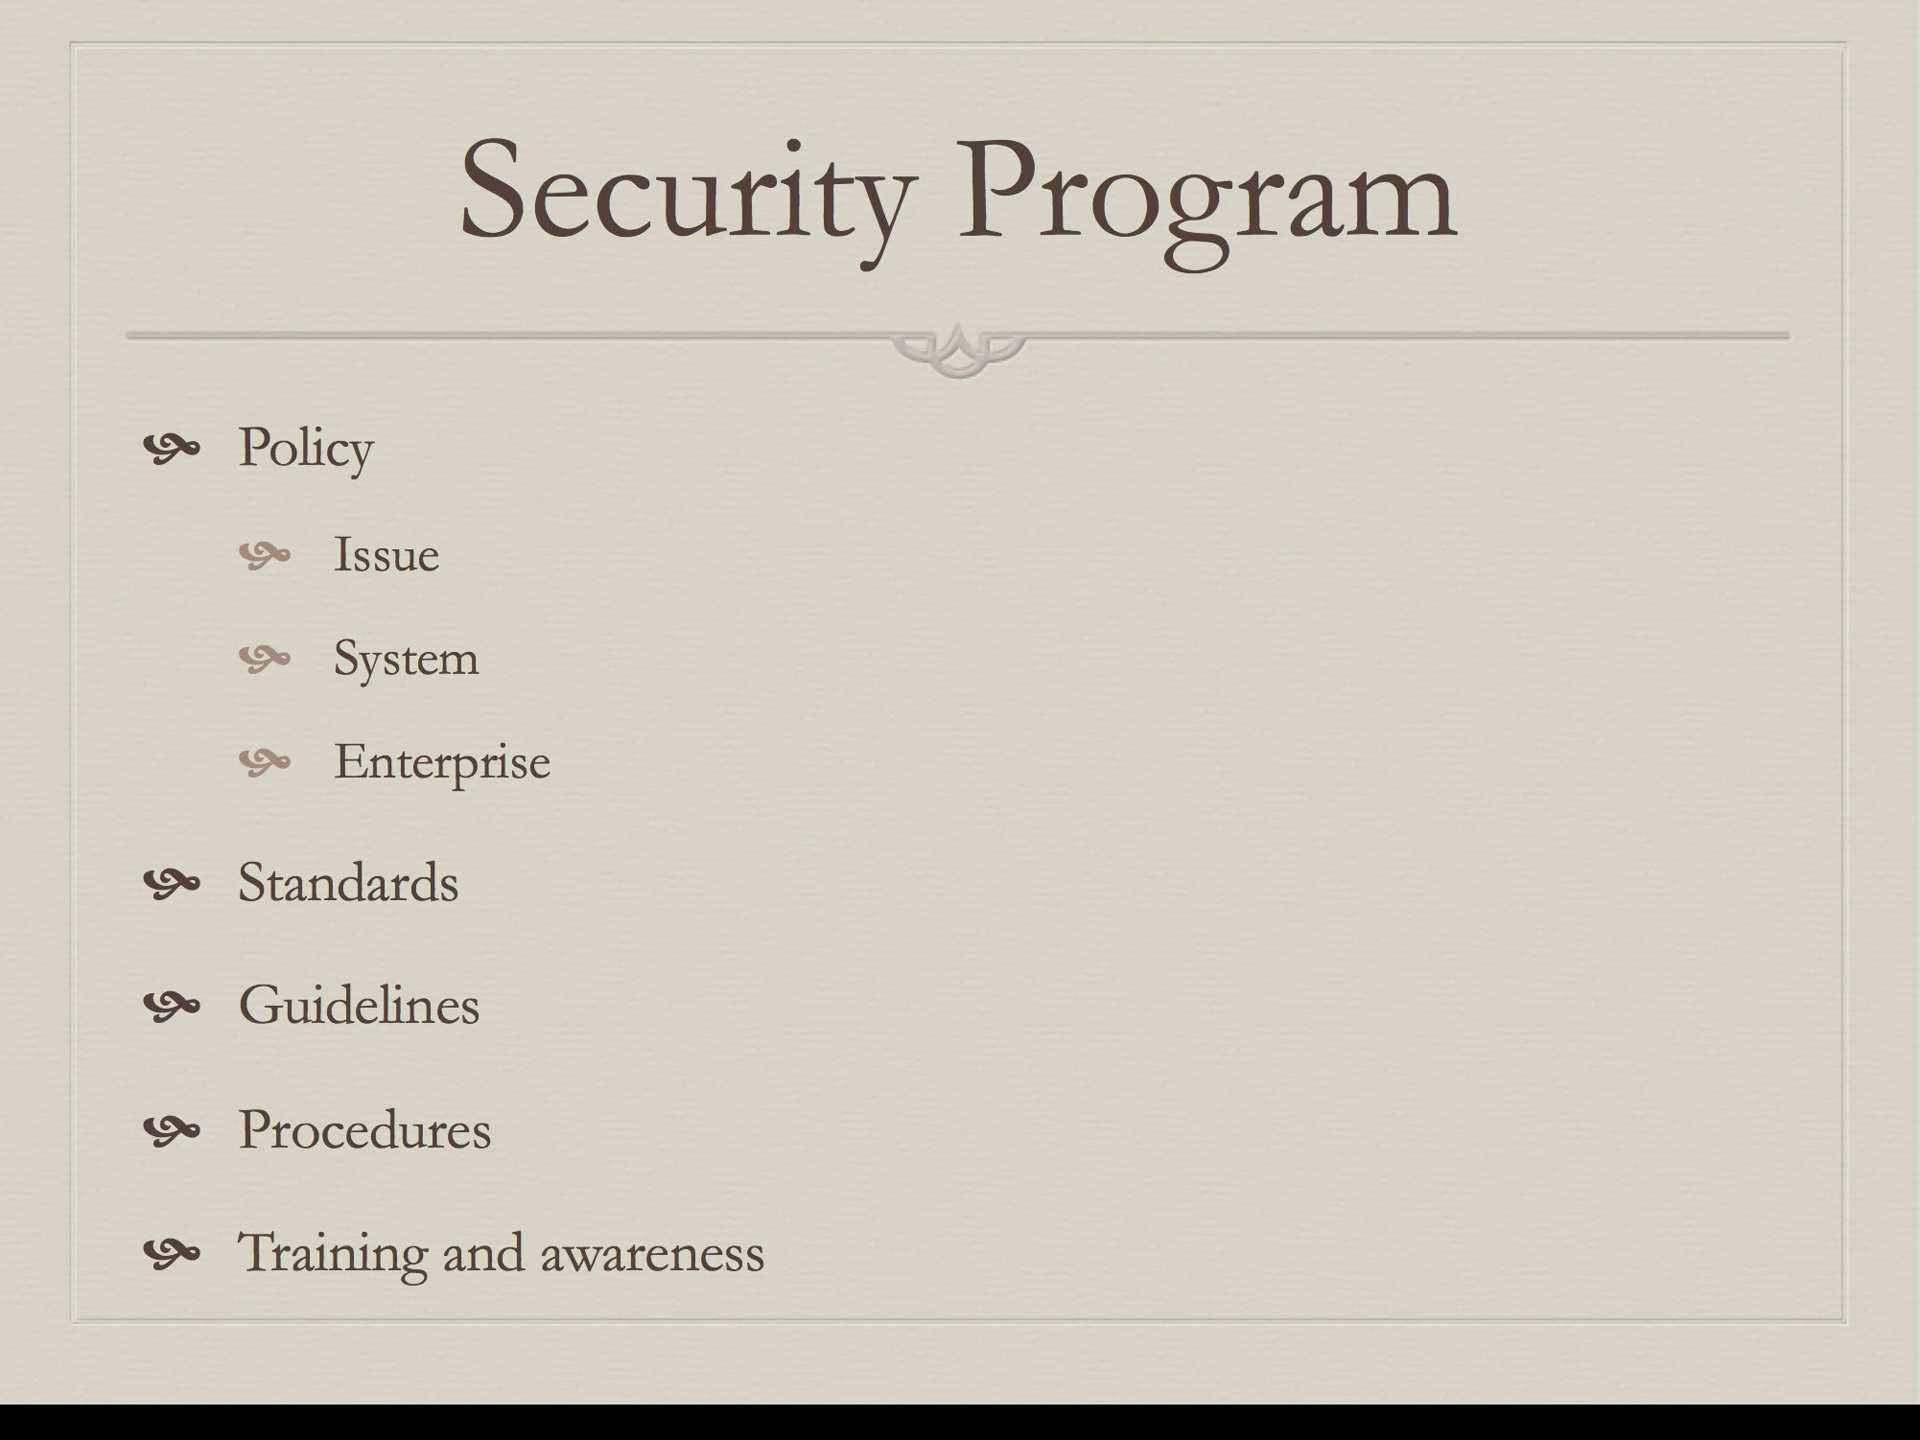 Security Program
Policy
Issue
System
Enterprise
Standards
Guidelines
Procedures
Training and awareness